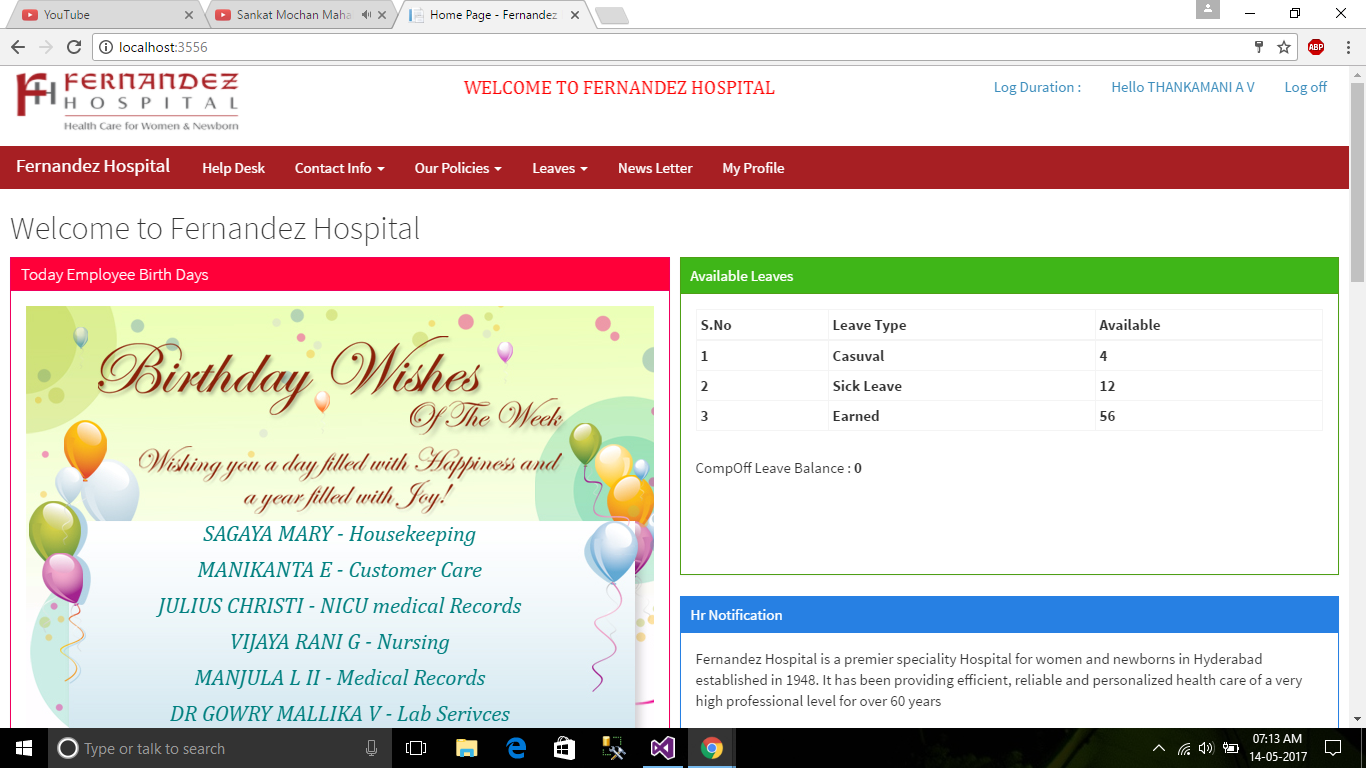 YouTube
Sankat Mochan Maha
Home Page - Fernandez
localhost:3556
ABP
FERNANDEZ
HOSPITAL
Health Care for Women & Newborn
WELCOME TO FERNANDEZ HOSPITAL
Log Duration :
Hello THANKAMANI A V
Log off
Fernandez Hospital
Help Desk
Contact Info
Our Policies
Leaves
News Letter
My Profile
Welcome to Fernandez Hospital
Today Employee Birth Days
Birthday Wishes
Of The Week
Wishing you a day filled with Happiness and
a year filled with Joy!
SAGAYA MARY - Housekeeping
MANIKANTA E - Customer Care
JULIUS CHRISTI - NICU medical Records
VIJAYA RANI G - Nursing
MANJULA L II - Medical Records
DR GOWRY MALLIKA V - Lab Serivces
Available Leaves
S.No Leave Type Available
1 Casuval 4
2 Sick Leave 12
3 Earned 56
CompOff Leave Balance : 0
Hr Notification
Fernandez Hospital is a premier speciality Hospital for women and newborns in Hyderabad
established in 1948. It has been providing efficient, reliable and personalized health care of a very
high professional level for over 60 years
Type or talk to search
07:13 AM
14-05-2017